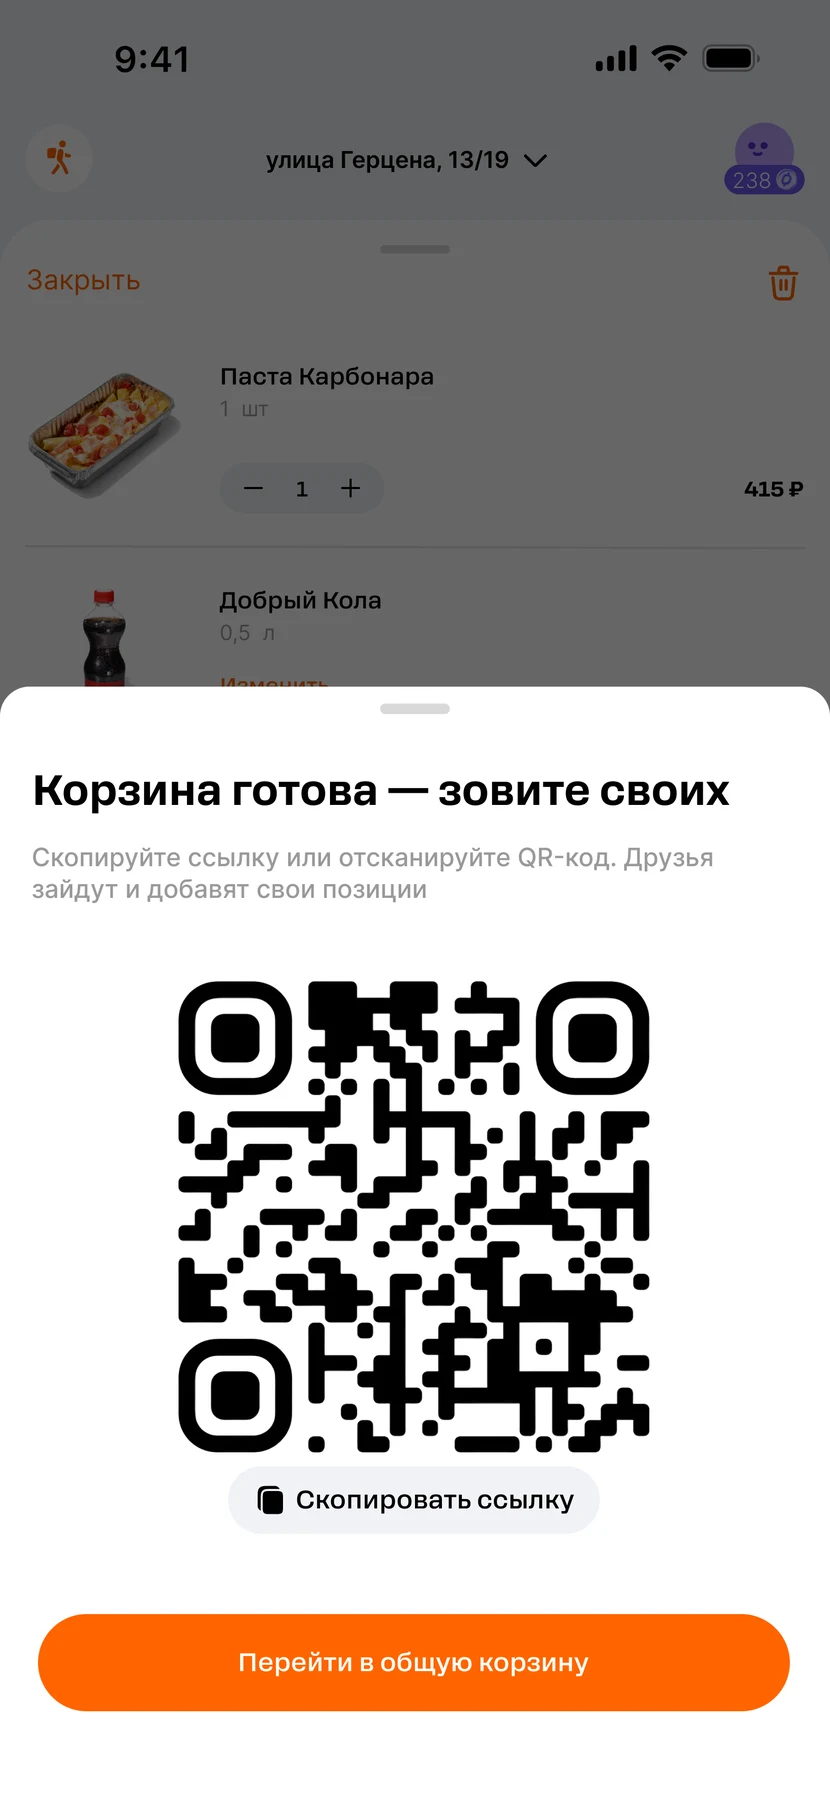 9:41
улица Герцена, 13/19
238
Закрыть
Паста Карбонара
1 шт
1
415 ₽
Добрый Кола
0,5 л
Изменить
Корзина готова — зовите своих
Скопируйте ссылку или отсканируйте QR-код. Друзья
зайдут и добавят свои позиции
Скопировать ссылку
Перейти в общую корзину